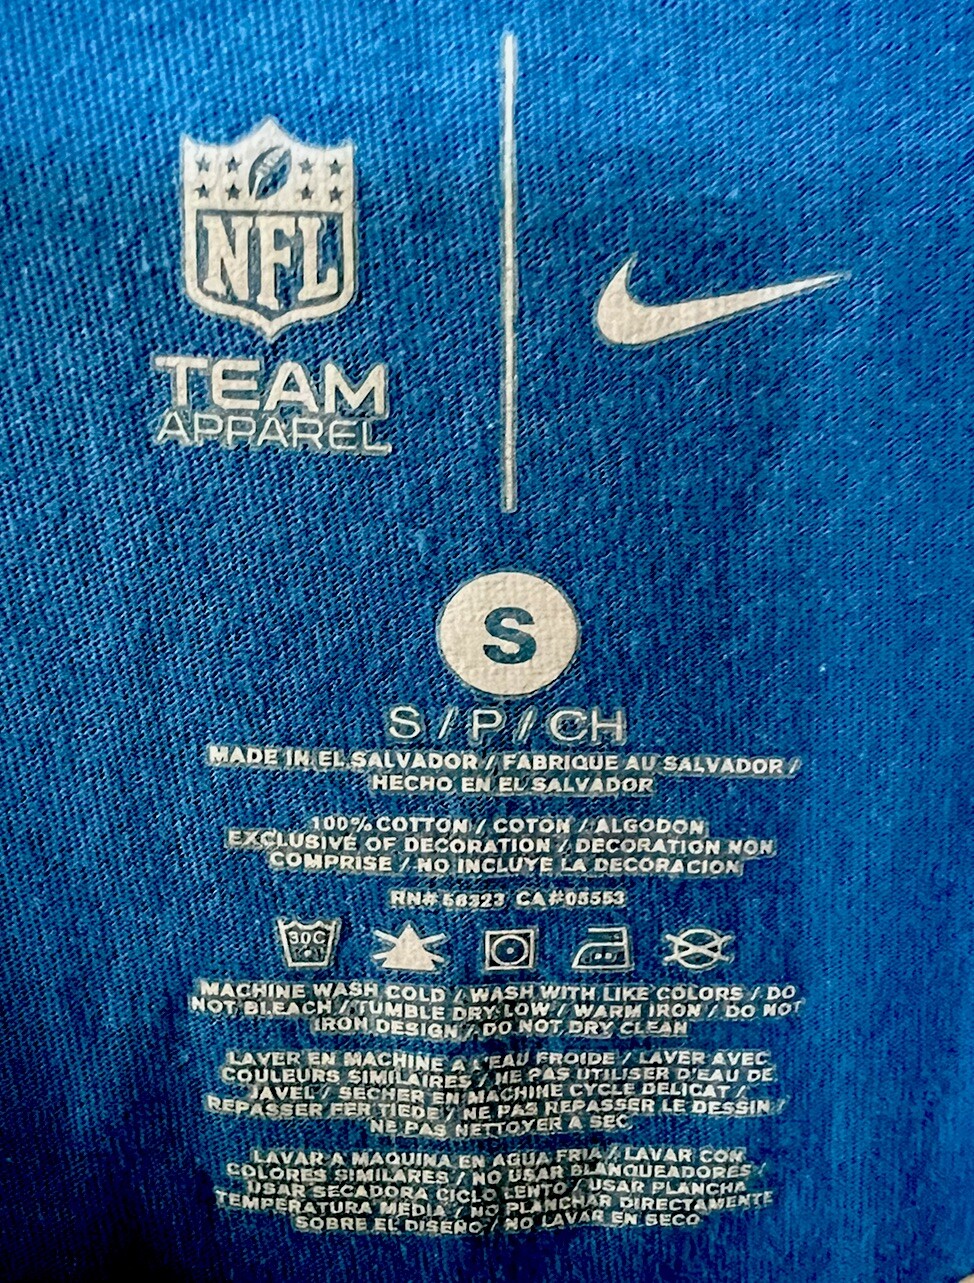 NFL
TEAM
APPAREL
S
S / P / CH
MADE IN EL SALVADOR / FABRIQUE AU SALVADOR /
HECHO EN EL SALVADOR
100% COTTON / COTON / ALGODON
EXCLUSIVE OF DECORATION / DECORATION NON
COMPRISE / NO INCLUYE LA DECORACION
RN# 58323 CA#05553
30C
MACHINE WASH COLD / WASH WITH LIKE COLORS / DO
NOT BLEACH / TUMBLE DRY LOW / WARM IRON / DO NOT
IRON DESIGN / DO NOT DRY CLEAN
LAVER EN MACHINE A L'EAU FROIDE / LAVER AVEC
COULEURS SIMILAIRES / NE PAS UTILISER D'EAU DE
JAVEL / SECHER EN MACHINE CYCLE DELICAT /
REPASSER FER TIEDE / NE PAS REPASSER LE DESSIN /
NE PAS NETTOYER A SEC
LAVAR A MAQUINA EN AGUA FRIA / LAVAR CON
COLORES SIMILARES / NO USAR BLANQUEADORES /
USAR SECADORA CICLO LENTO / USAR PLANCHA
TEMPERATURA MEDIA / NO PLANCHAR DIRECTAMENTE
SOBRE EL DISENO / NO LAVAR EN SECO